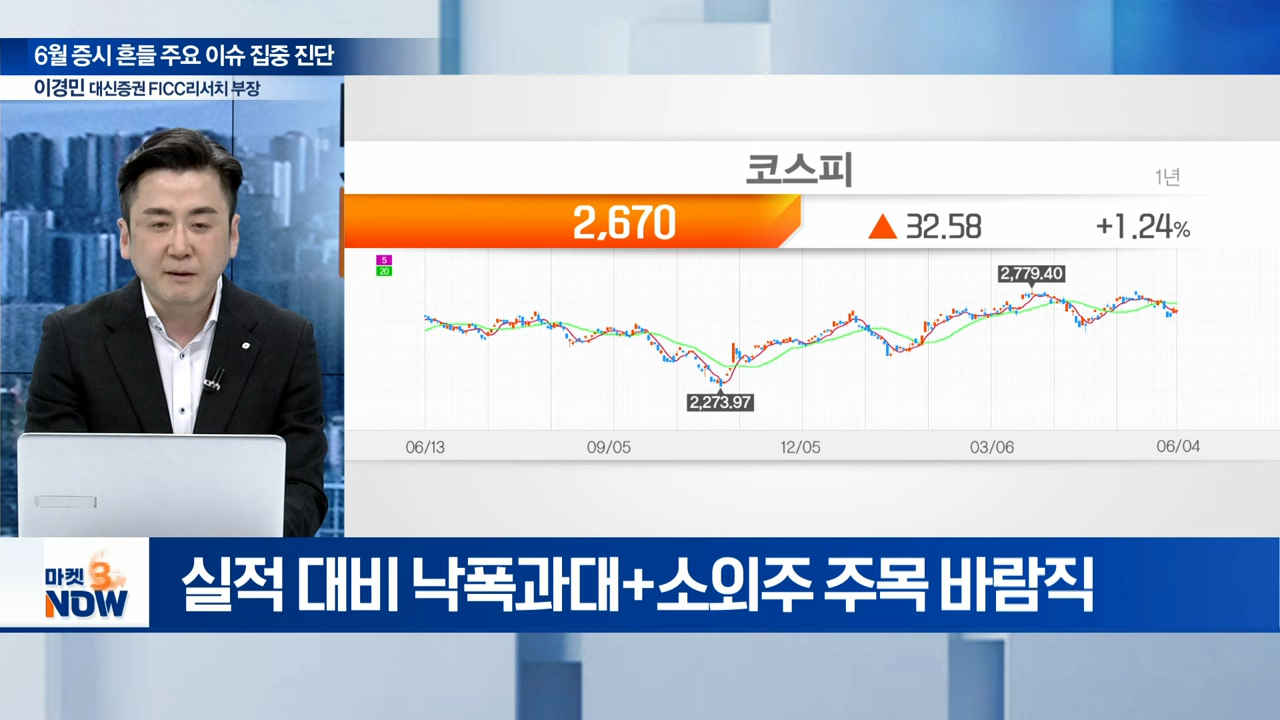 6월 증시 흔들 주요 이슈 집중 진단
이경민 대신증권 FICC리서치 부장
코스피
1년
2,670 ▲ 32.58 +1.24%
5
20
2,779.40
2,273.97
06/13 09/05 12/05 03/06 06/04
마켓 3
NOW
실적 대비 낙폭과대+소외주 주목 바람직